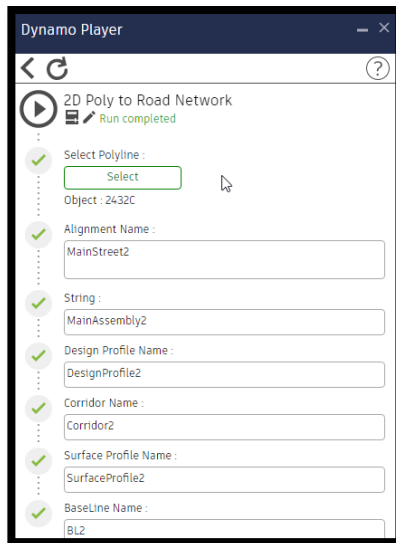 Dynamo Player
2D Poly to Road Network
Run completed
Select Polyline :
Select
Object : 2432C
Alignment Name :
MainStreet2
String :
MainAssembly2
Design Profile Name :
DesignProfile2
Corridor Name :
Corridor2
Surface Profile Name :
SurfaceProfile2
BaseLine Name :
BL2